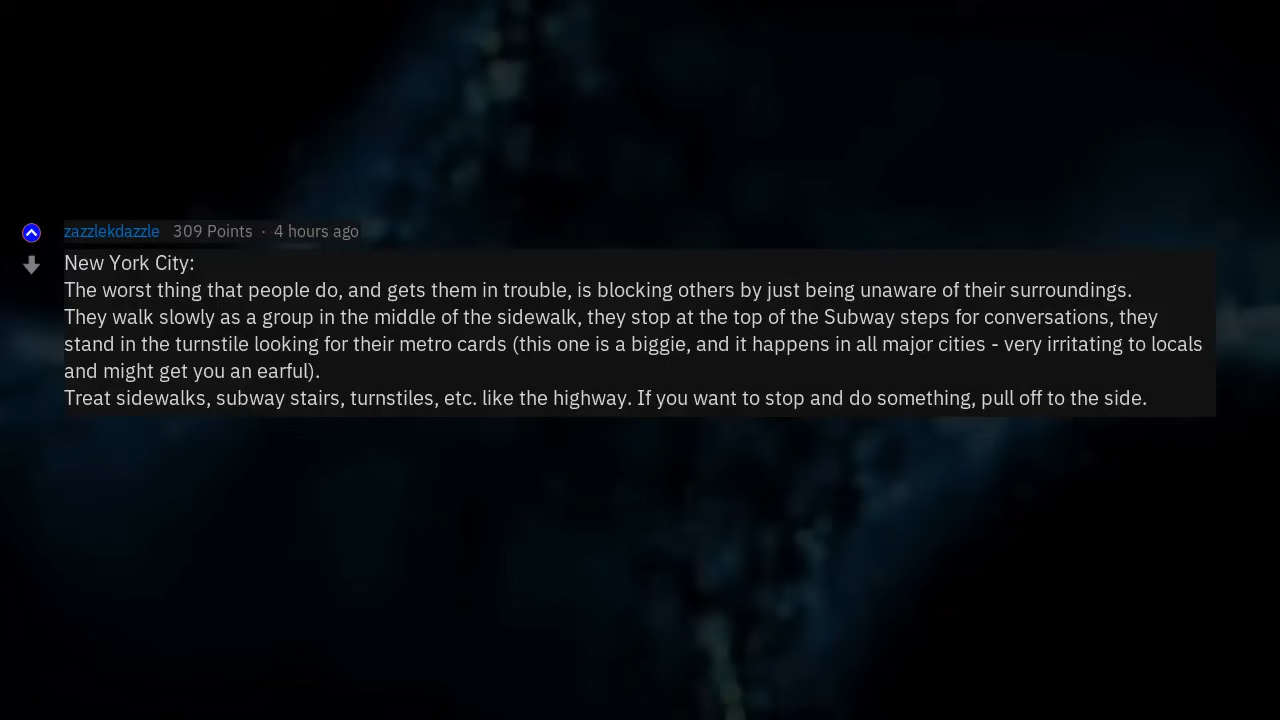 zazzlekdazzle 309 Points · 4 hours ago
New York City:
The worst thing that people do, and gets them in trouble, is blocking others by just being unaware of their surroundings.
They walk slowly as a group in the middle of the sidewalk, they stop at the top of the Subway steps for conversations, they
stand in the turnstile looking for their metro cards (this one is a biggie, and it happens in all major cities - very irritating to locals
and might get you an earful).
Treat sidewalks, subway stairs, turnstiles, etc. like the highway. If you want to stop and do something, pull off to the side.